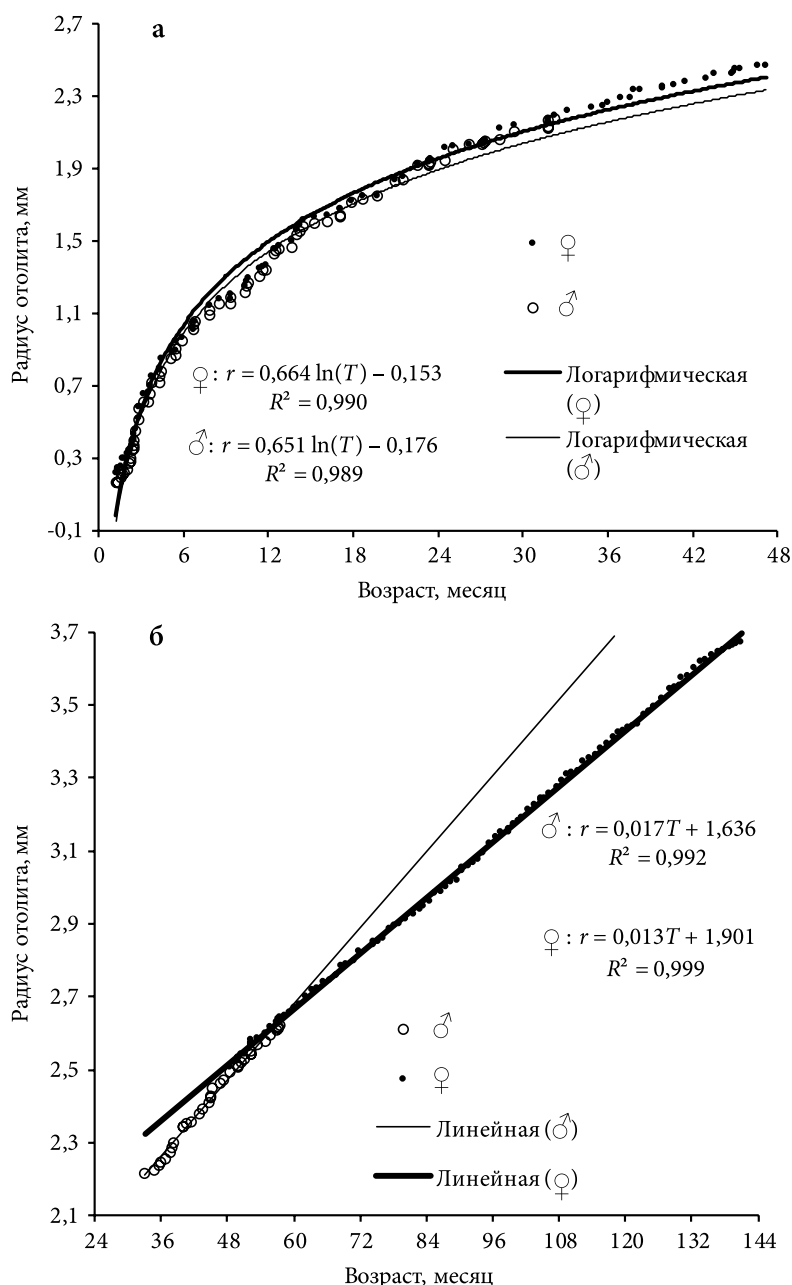 а
2,7
2,3
1,9
1,5
1,1
0,7
0,3
-0,1
Радиус отолита, мм
♀
♂
♀: r = 0,664 ln(T) – 0,153
R² = 0,990
♂: r = 0,651 ln(T) – 0,176
R² = 0,989
Логарифмическая
(♀)
Логарифмическая
(♂)
0 6 12 18 24 30 36 42 48
Возраст, месяц
б
3,7
3,5
3,3
3,1
2,9
2,7
2,5
2,3
2,1
Радиус отолита, мм
♂: r = 0,017T + 1,636
R² = 0,992
♀: r = 0,013T + 1,901
R² = 0,999
♂
♀
Линейная (♂)
Линейная (♀)
24 36 48 60 72 84 96 108 120 132 144
Возраст, месяц